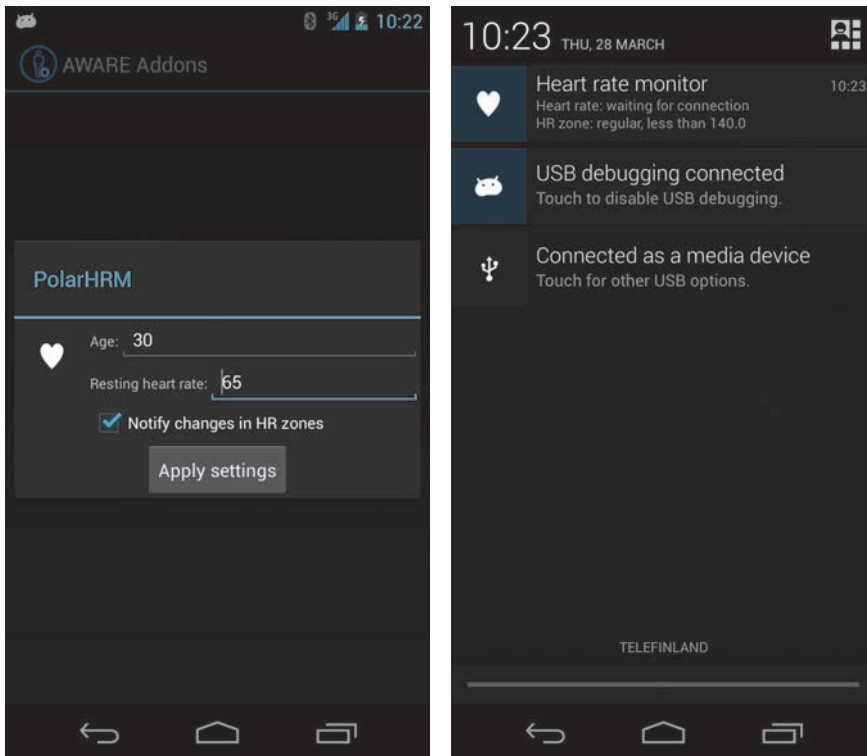 3G 10:22
AWARE Addons
PolarHRM
Age: 30
Resting heart rate: 65
Notify changes in HR zones
Apply settings
10:23 THU, 28 MARCH
Heart rate monitor 10:23
Heart rate: waiting for connection
HR zone: regular, less than 140.0
USB debugging connected
Touch to disable USB debugging.
Connected as a media device
Touch for other USB options.
TELEFINLAND